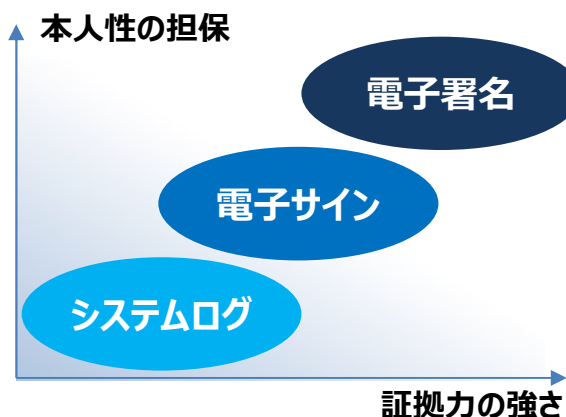 本人性の担保
電子署名
電子サイン
システムログ
証拠力の強さ